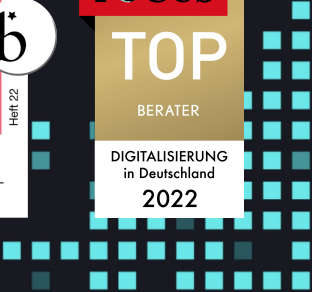 b
Heft 22
TOP
BERATER
DIGITALISIERUNG
in Deutschland
2022